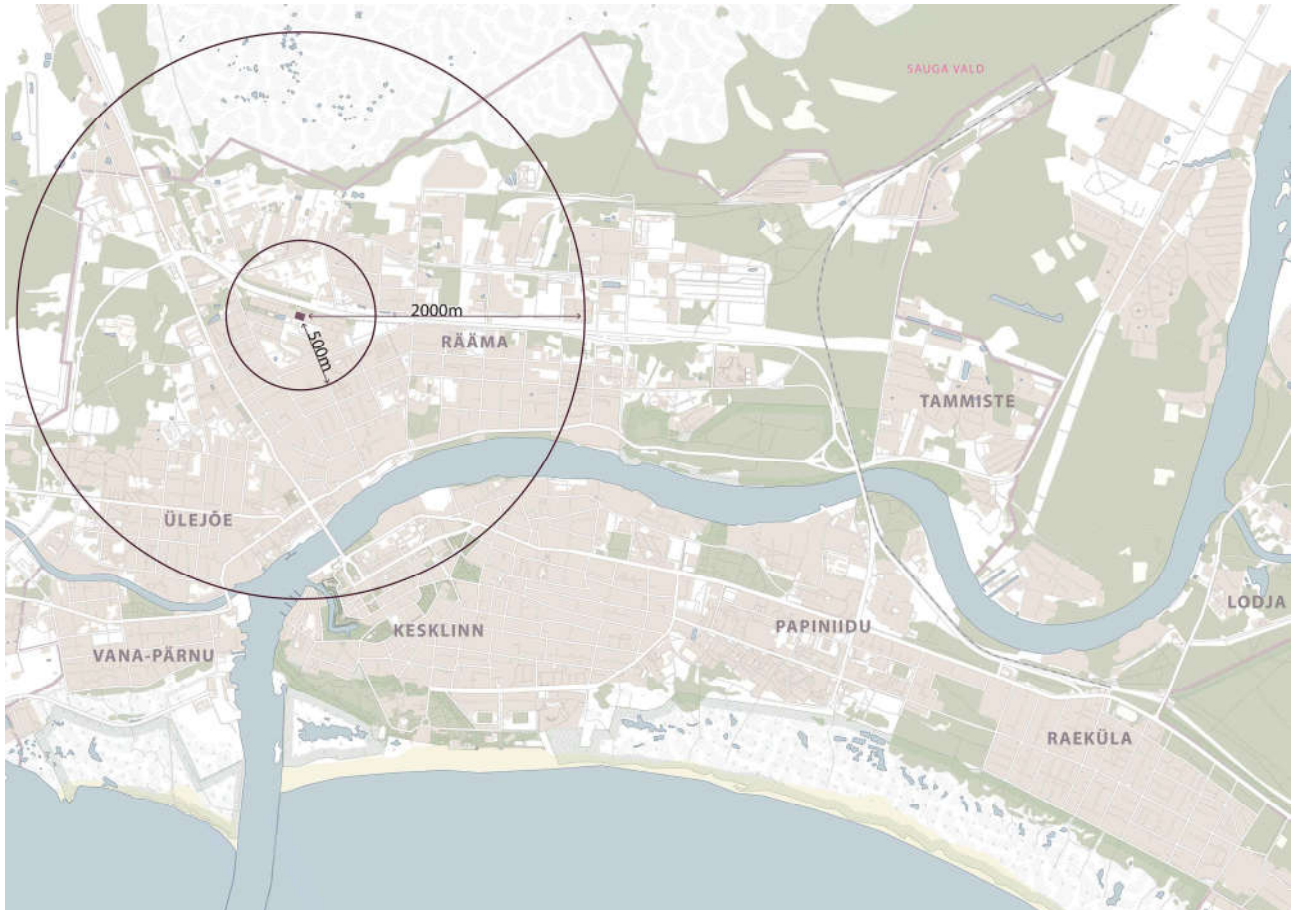 SAUGA VALD
2000m
500m
RÄÄMA
TAMMISTE
ÜLEJÕE
LODJA
KESKLINN
PAPINIIDU
VANA-PÄRNU
RAEKÜLA